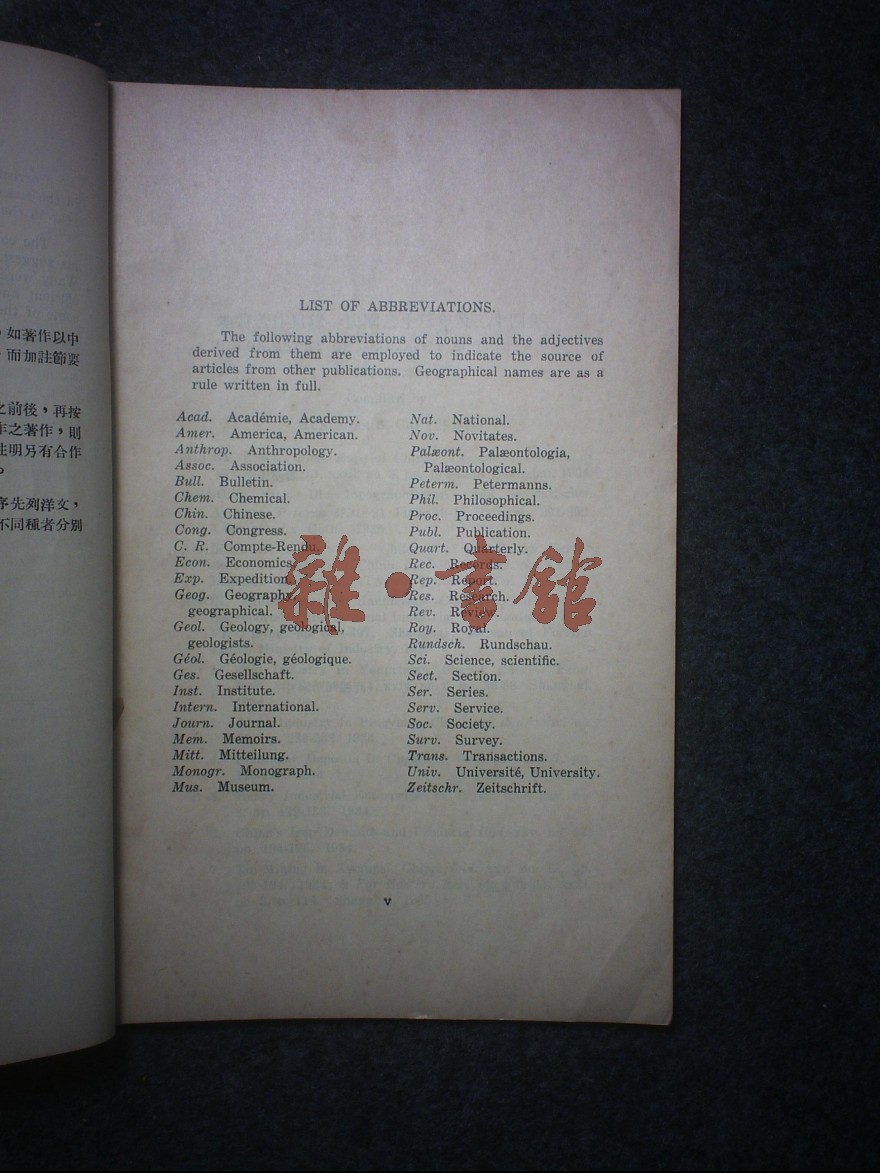 ，如著作以中
，而加註節要
之前後，再按
年之著作，則
註明另有合作
。
序先列洋文，
不同種者分別
LIST OF ABBREVIATIONS.
The following abbreviations of nouns and the adjectives
derived from them are employed to indicate the source of
articles from other publications. Geographical names are as a
rule written in full.
Acad. Académie, Academy.
Amer. America, American.
Anthrop. Anthropology.
Assoc. Association.
Bull. Bulletin.
Chem. Chemical.
Chin. Chinese.
Cong. Congress.
C. R. Compte-Rendu.
Econ. Economics.
Exp. Expedition.
Geog. Geography,
geographical.
Geol. Geology, geological,
geologists.
Géol. Géologie, géologique.
Ges. Gesellschaft.
Inst. Institute.
Intern. International.
Journ. Journal.
Mem. Memoirs.
Mitt. Mitteilung.
Monogr. Monograph.
Mus. Museum.
Nat. National.
Nov. Novitates.
Palæont. Palæontologia,
Palæontological.
Peterm. Petermanns.
Phil. Philosophical.
Proc. Proceedings.
Publ. Publication.
Quart. Quarterly.
Rec. Records.
Rep. Report.
Res. Research.
Rev. Review.
Roy. Royal.
Rundsch. Rundschau.
Sci. Science, scientific.
Sect. Section.
Ser. Series.
Serv. Service.
Soc. Society.
Surv. Survey.
Trans. Transactions.
Univ. Université, University.
Zeitschr. Zeitschrift.
雜·書館
v